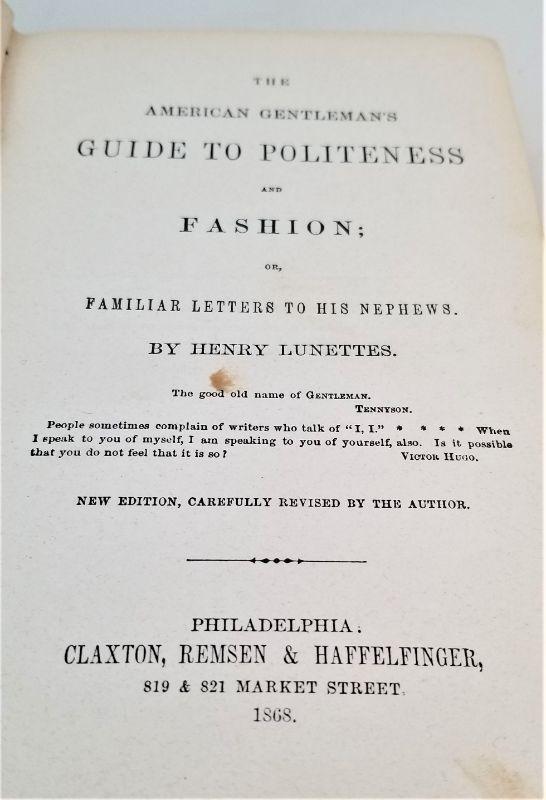 THE
AMERICAN GENTLEMAN'S
GUIDE TO POLITENESS
AND
FASHION;
OR,
FAMILIAR LETTERS TO HIS NEPHEWS.
BY HENRY LUNETTES.
The good old name of GENTLEMAN.
TENNYSON.
People sometimes complain of writers who talk of "I, I." * * * * When
I speak to you of myself, I am speaking to you of yourself, also. Is it possible
that you do not feel that it is so?
VICTOR HUGO.
NEW EDITION, CAREFULLY REVISED BY THE AUTHOR.
PHILADELPHIA:
CLAXTON, REMSEN & HAFFELFINGER,
819 & 821 MARKET STREET.
1868.